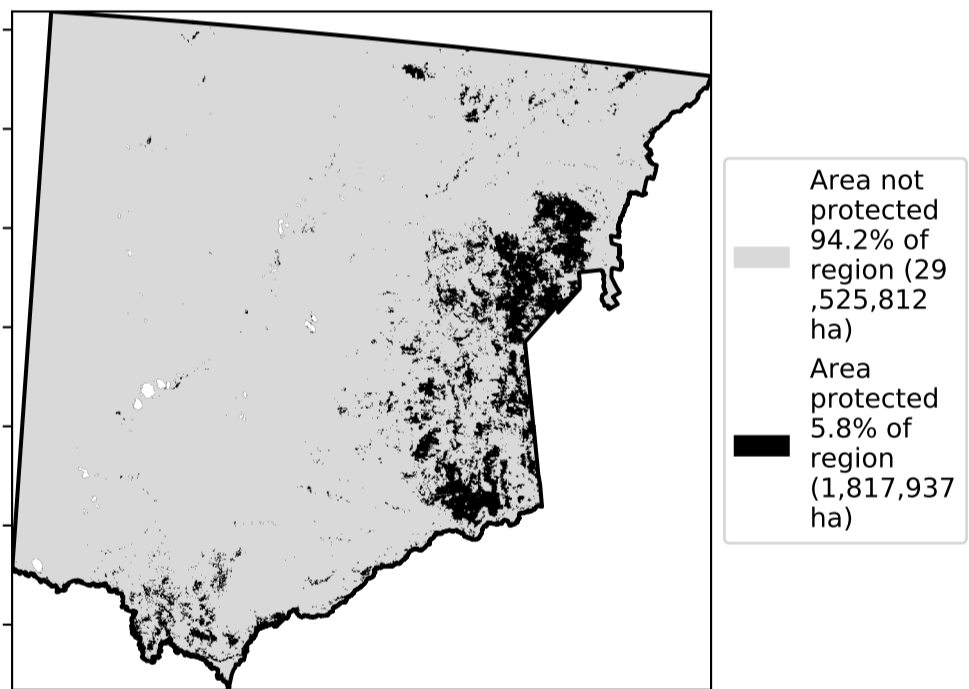 Area not
protected
94.2% of
region (29
,525,812
ha)
Area
protected
5.8% of
region
(1,817,937
ha)